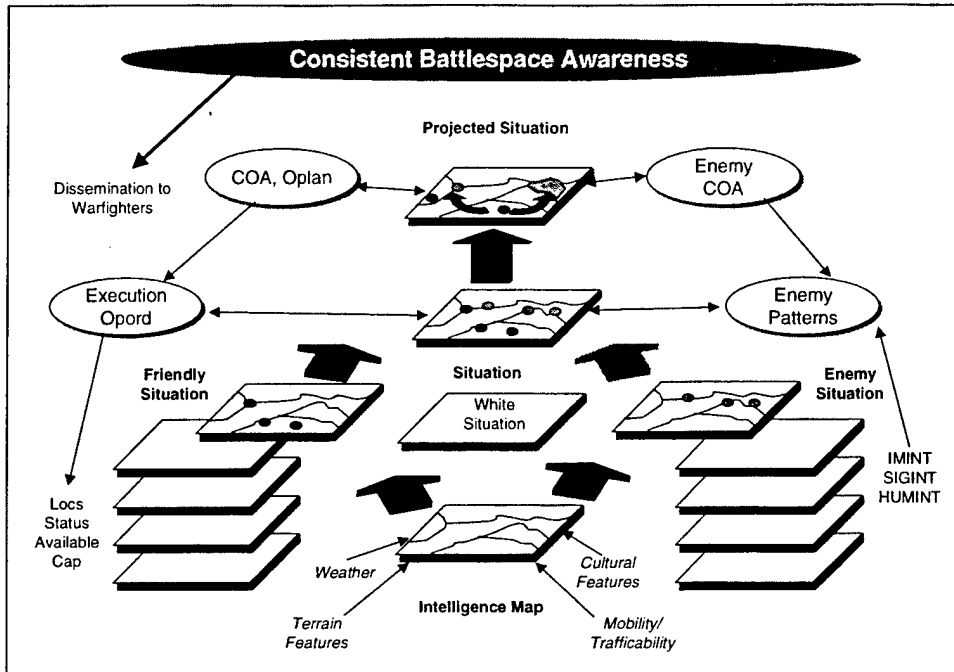 Consistent Battlespace Awareness
Projected Situation
COA, Oplan
Enemy
COA
Dissemination to
Warfighters
Execution
Opord
Enemy
Patterns
Friendly
Situation
Situation
White
Situation
Enemy
Situation
IMINT
SIGINT
HUMINT
Locs
Status
Available
Cap
Weather
Cultural
Features
Terrain
Features
Intelligence Map
Mobility/
Trafficability